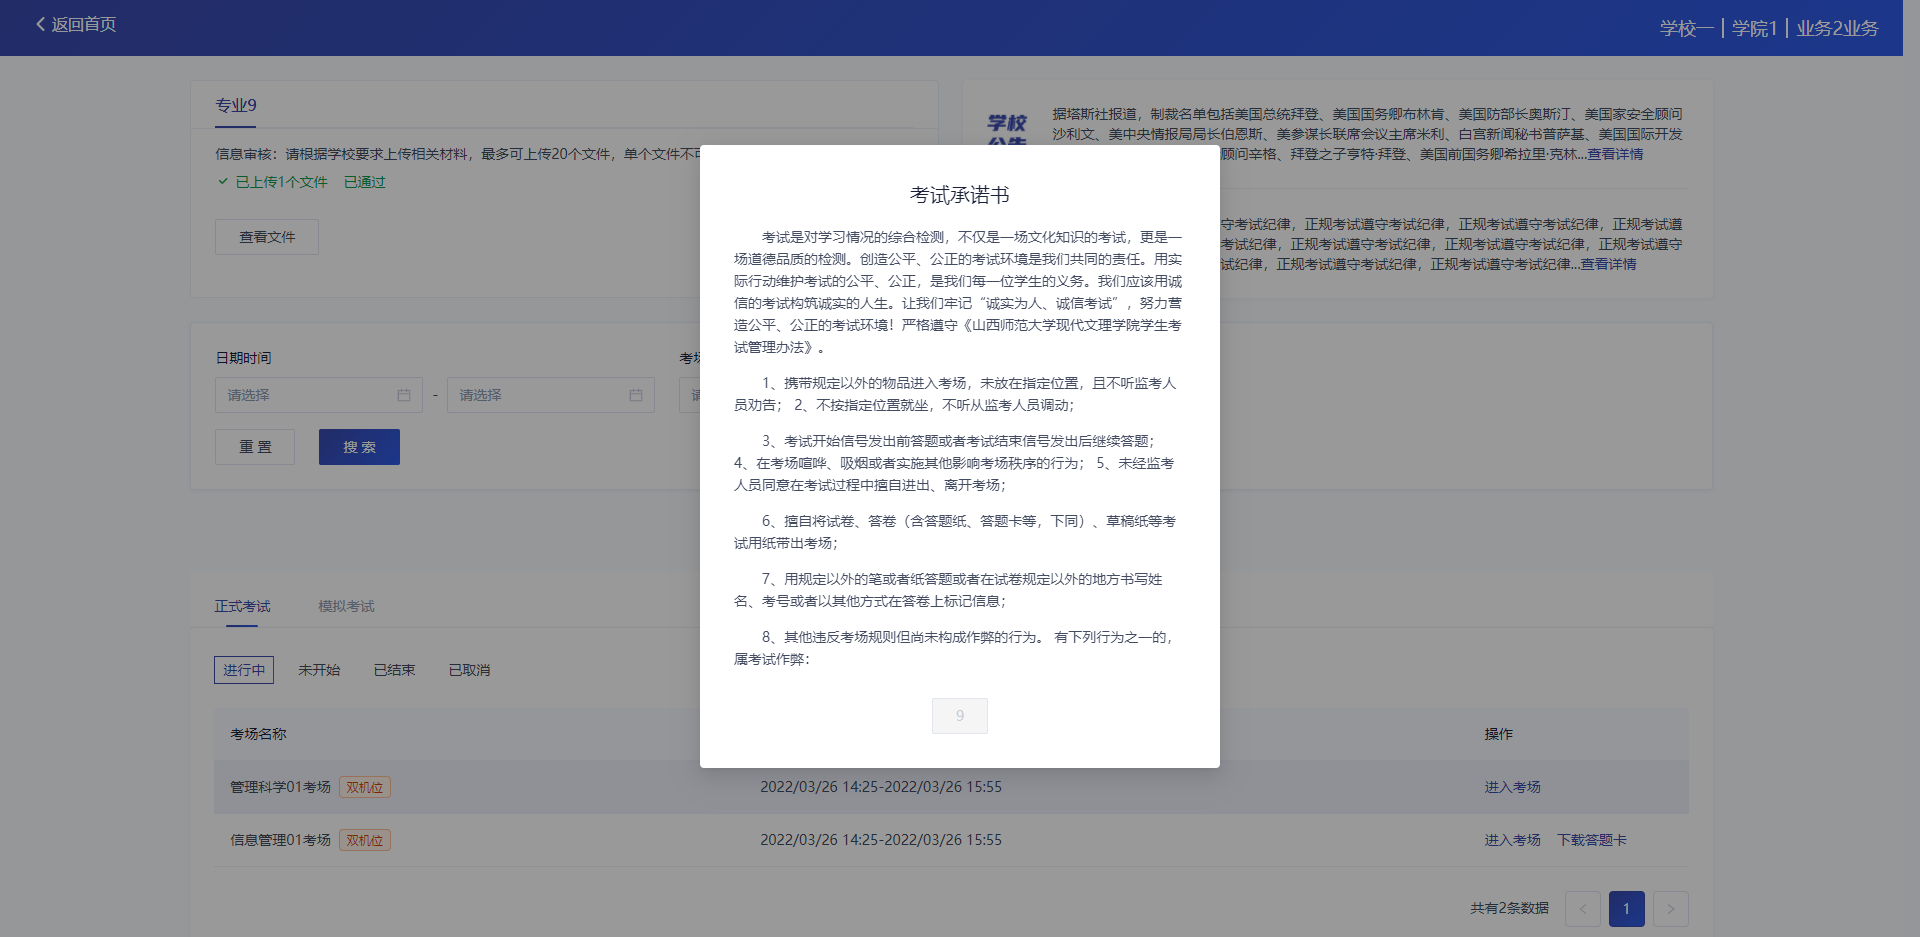 返回首页
学校一 | 学院1 | 业务2业务
专业9
信息审核：请根据学校要求上传相关材料，最多可上传20个文件，单个文件不可
已上传1个文件 已通过
查看文件
学校
公告
据塔斯社报道，制裁名单包括美国总统拜登、美国国务卿布林肯、美国防部长奥斯汀、美国家安全顾问
沙利文、美中央情报局局长伯恩斯、美参谋长联席会议主席米利、白宫新闻秘书普萨基、美国国际开发
顾问辛格、拜登之子亨特·拜登、美国前国务卿希拉里·克林...查看详情
守考试纪律，正规考试遵守考试纪律，正规考试遵守考试纪律，正规考试遵
考试纪律，正规考试遵守考试纪律，正规考试遵守考试纪律，正规考试遵守
试纪律，正规考试遵守考试纪律，正规考试遵守考试纪律...查看详情
日期时间
请选择 - 请选择
重 置 搜 索
考试承诺书
考试是对学习情况的综合检测，不仅是一场文化知识的考试，更是一
场道德品质的检测。创造公平、公正的考试环境是我们共同的责任。用实
际行动维护考试的公平、公正，是我们每一位学生的义务。我们应该用诚
信的考试构筑诚实的人生。让我们牢记“诚实为人、诚信考试”，努力营
造公平、公正的考试环境！严格遵守《山西师范大学现代文理学院学生考
试管理办法》。
1、携带规定以外的物品进入考场，未放在指定位置，且不听监考人
员劝告； 2、不按指定位置就坐，不听从监考人员调动；
3、考试开始信号发出前答题或者考试结束信号发出后继续答题；
4、在考场喧哗、吸烟或者实施其他影响考场秩序的行为； 5、未经监考
人员同意在考试过程中擅自进出、离开考场；
6、擅自将试卷、答卷（含答题纸、答题卡等，下同）、草稿纸等考
试用纸带出考场；
7、用规定以外的笔或者纸答题或者在试卷规定以外的地方书写姓
名、考号或者以其他方式在答卷上标记信息；
8、其他违反考场规则但尚未构成作弊的行为。 有下列行为之一的，
属考试作弊：
9
正式考试 模拟考试
进行中 未开始 已结束 已取消
考场名称 操作
管理科学01考场 双机位 2022/03/26 14:25-2022/03/26 15:55 进入考场
信息管理01考场 双机位 2022/03/26 14:25-2022/03/26 15:55 进入考场 下载答题卡
共有2条数据 < 1 >